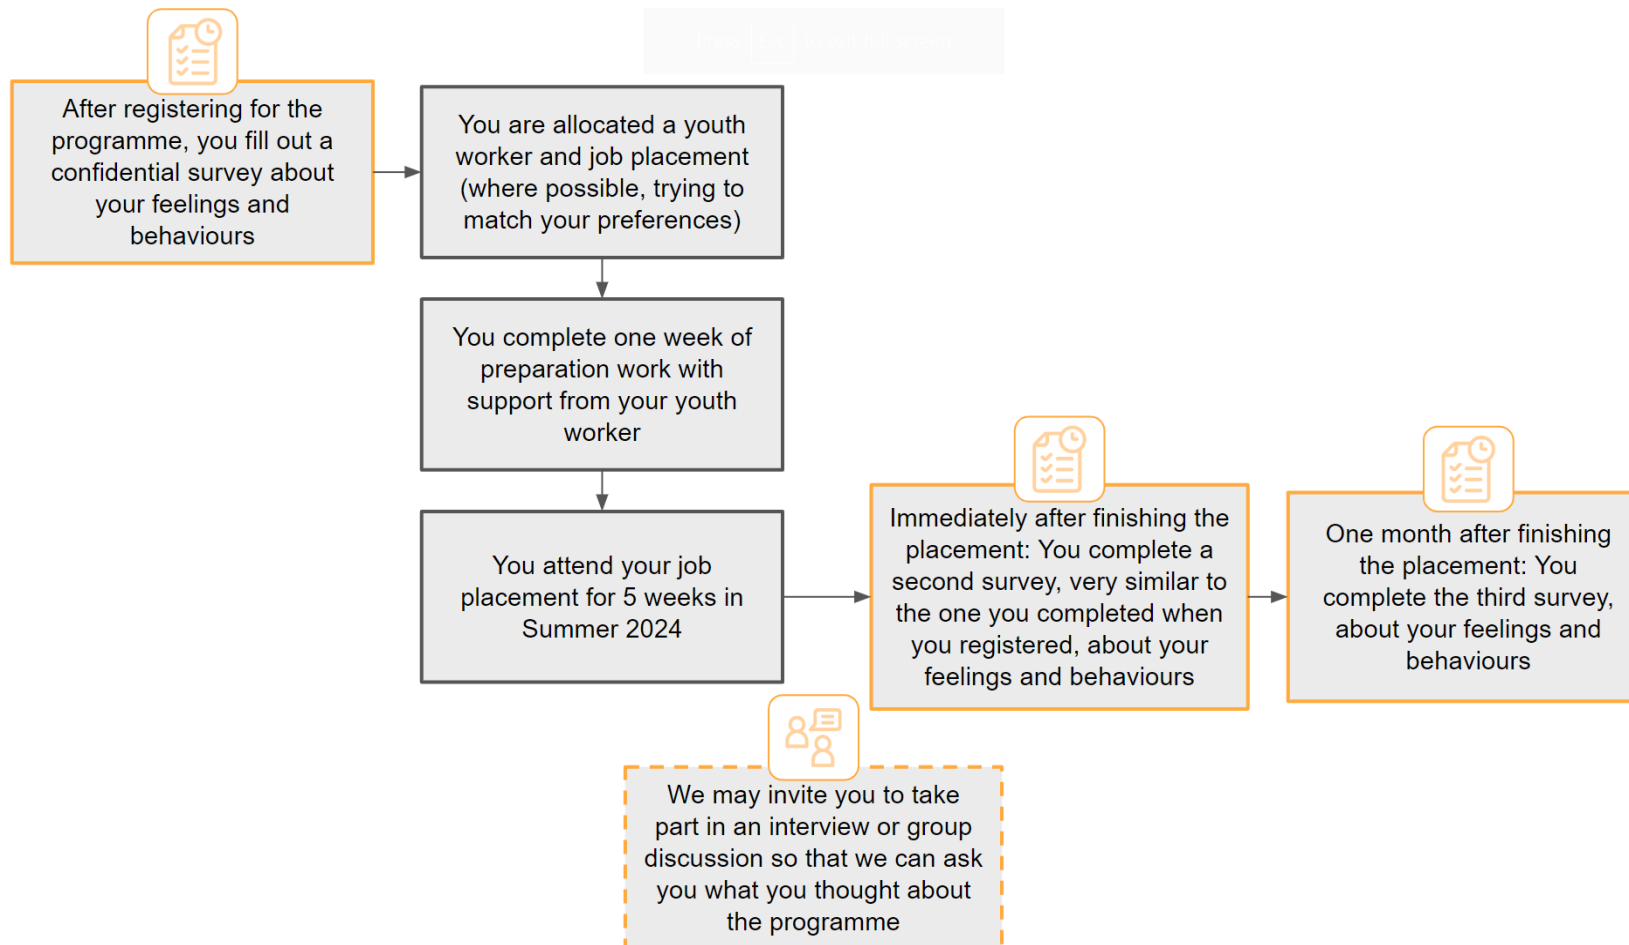 After registering for the
programme, you fill out a
confidential survey about
your feelings and
behaviours
You are allocated a youth
worker and job placement
(where possible, trying to
match your preferences)
You complete one week of
preparation work with
support from your youth
worker
You attend your job
placement for 5 weeks in
Summer 2024
Immediately after finishing the
placement: You complete a
second survey, very similar to
the one you completed when
you registered, about your
feelings and behaviours
One month after finishing
the placement: You
complete the third survey,
about your feelings and
behaviours
We may invite you to take
part in an interview or group
discussion so that we can ask
you what you thought about
the programme